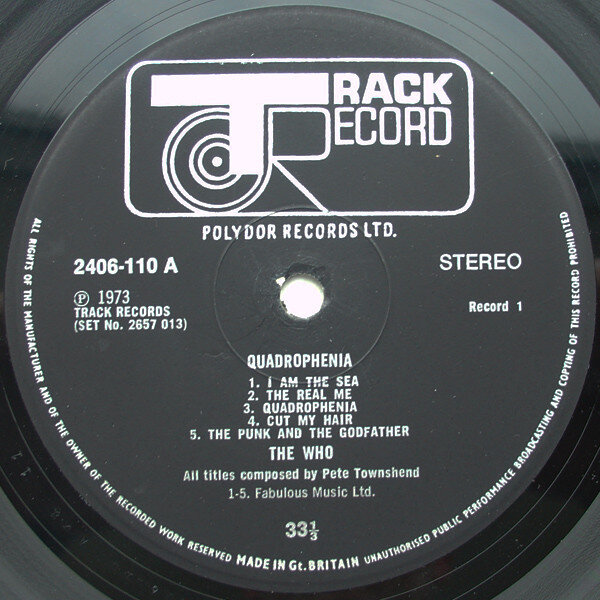 TRACK
RECORD
POLYDOR RECORDS LTD.
2406-110 A
STEREO
℗ 1973
TRACK RECORDS
(SET No. 2657 013)
Record 1
QUADROPHENIA
1. I AM THE SEA
2. THE REAL ME
3. QUADROPHENIA
4. CUT MY HAIR
5. THE PUNK AND THE GODFATHER
THE WHO
All titles composed by Pete Townshend
1-5. Fabulous Music Ltd.
33⅓
ALL RIGHTS OF THE MANUFACTURER AND OF THE OWNER OF THE RECORDED WORK RESERVED MADE IN Gt. BRITAIN UNAUTHORISED PUBLIC PERFORMANCE BROADCASTING AND COPYING OF THIS RECORD PROHIBITED